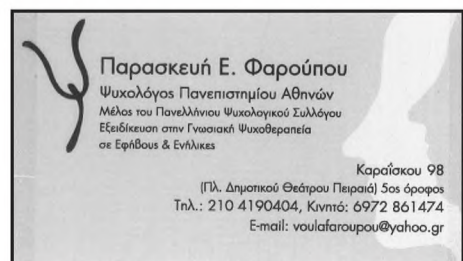 Παρασκευή Ε. Φαρούπου
Ψυχολόγος Πανεπιστημίου Αθηνών
Μέλος του Πανελλήνιου Ψυχολογικού Συλλόγου
Εξειδίκευση στην Γνωσιακή Ψυχοθεραπεία
σε Εφήβους & Ενήλικες
Καραΐσκου 98
(Πλ. Δημοτικού Θεάτρου Πειραιά) 5ος όροφος
Τηλ.: 210 4190404, Κινητό: 6972 861474
E-mail: voulafaroupou@yahoo.gr